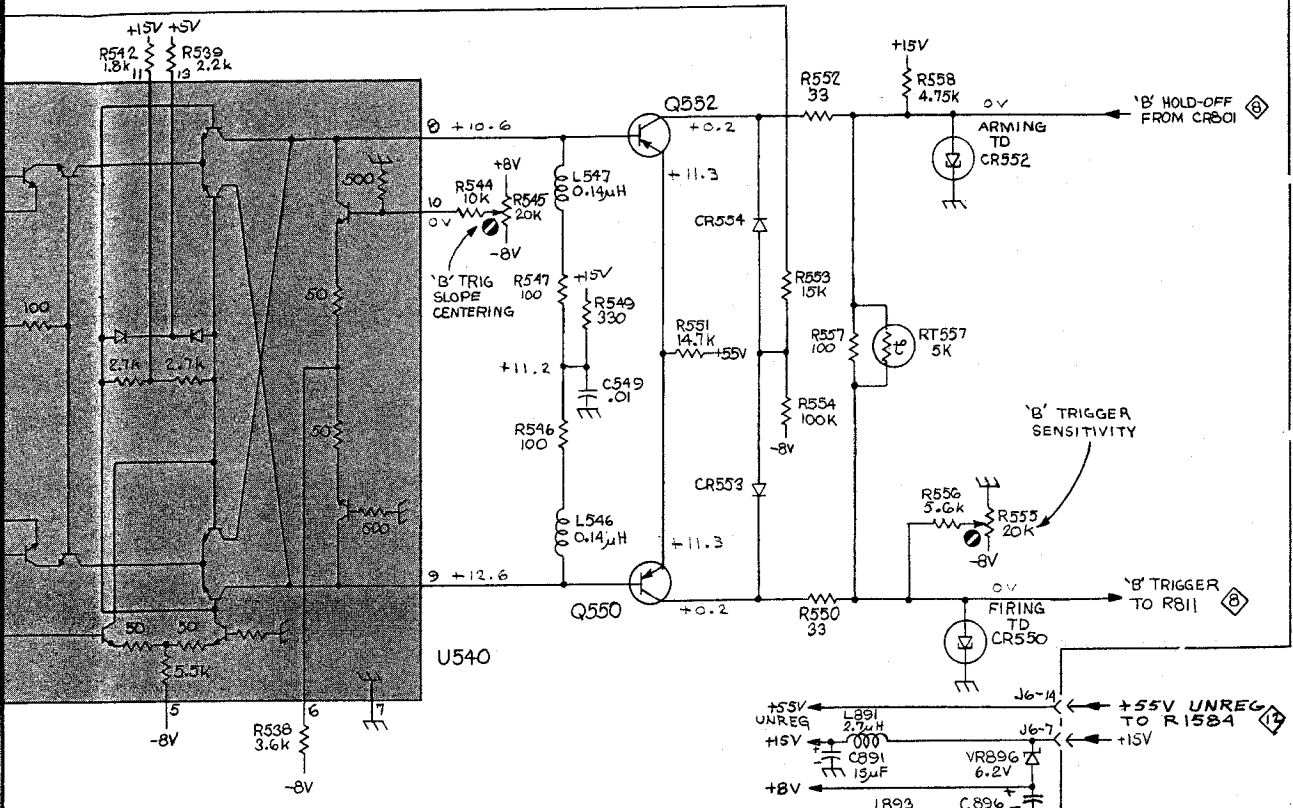 +15V +5V
R542
1.8k
11
R539
2.2k
13
100
2.7k
2.7k
50
50
5.5k
5
-8V
500
50
50
500
6
7
R538
3.6k
-8V
U540
8 +10.6
10
0V
R544
10k
+8V
R545
20k
-8V
'B' TRIG
SLOPE
CENTERING
9 +12.6
L547
0.14µH
R547
100
+15V
R549
330
+11.2
C549
.01
R546
100
L546
0.14µH
Q552
+0.2
+11.3
R551
14.7k
+55V
+11.3
Q550
+0.2
CR554
R553
15k
R554
100K
-8V
CR553
R552
33
+15V
R558
4.75k
0V
ARMING
TD
CR552
'B' HOLD-OFF
FROM CR801
8
R557
100
RT557
5K
t°
'B' TRIGGER
SENSITIVITY
R556
5.6k
R555
20k
-8V
R550
33
0V
FIRING
TD
CR550
'B' TRIGGER
TO R811
8
+55V
UNREG
J6-14
+55V UNREG
TO R1584
12
+15V
L891
2.7µH
J6-7
+15V
+
-
C891
15µF
VR896
6.2V
+8V
L893
C896
+